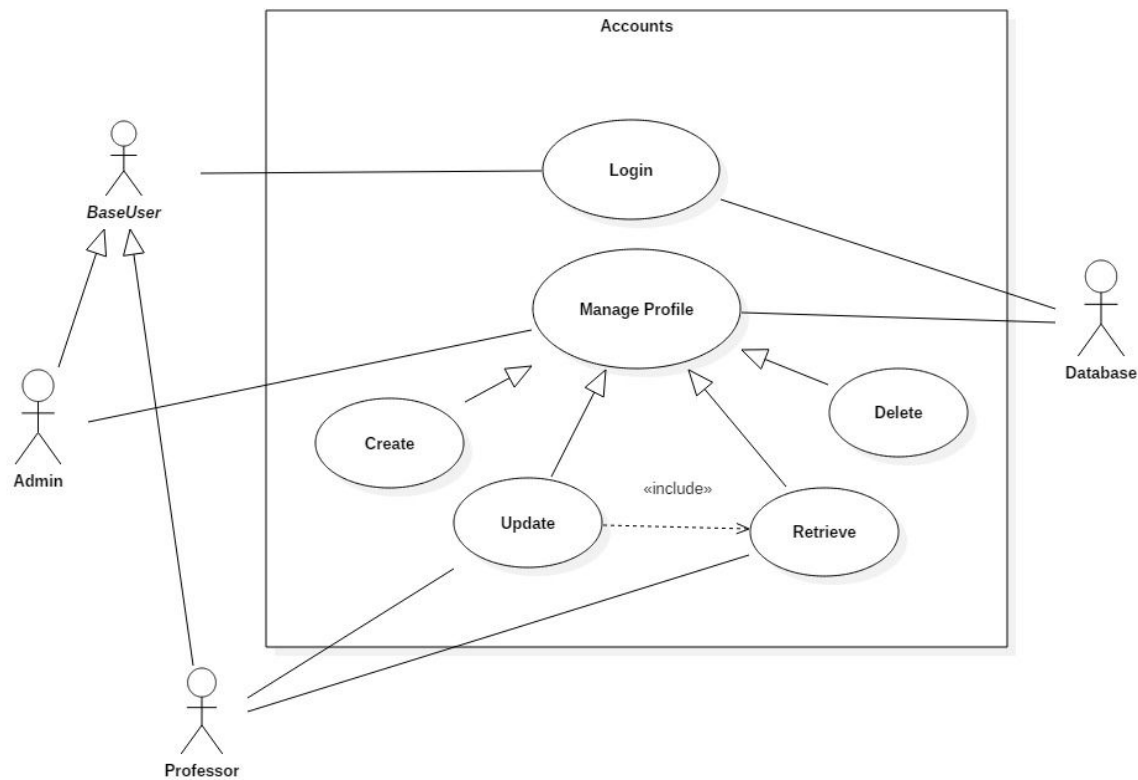 Accounts
Login
BaseUser
Manage Profile
Database
Delete
Create
Admin
«include»
Update
Retrieve
Professor